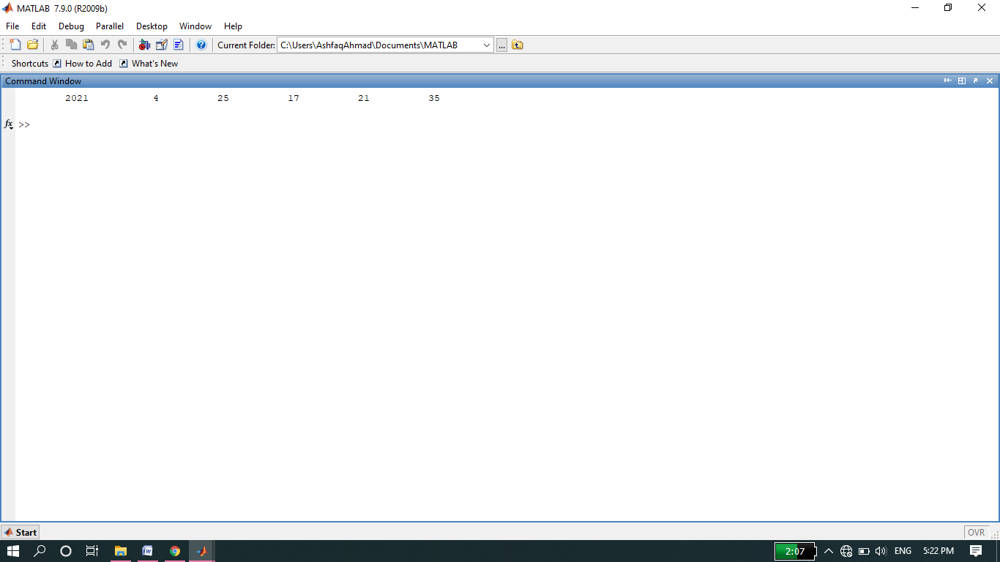 MATLAB 7.9.0 (R2009b)
File Edit Debug Parallel Desktop Window Help
Current Folder: C:\Users\AshfaqAhmad\Documents\MATLAB ...
Shortcuts How to Add What's New
Command Window
2021 4 25 17 21 35
fx >>
Start OVR
2:07 ENG 5:22 PM